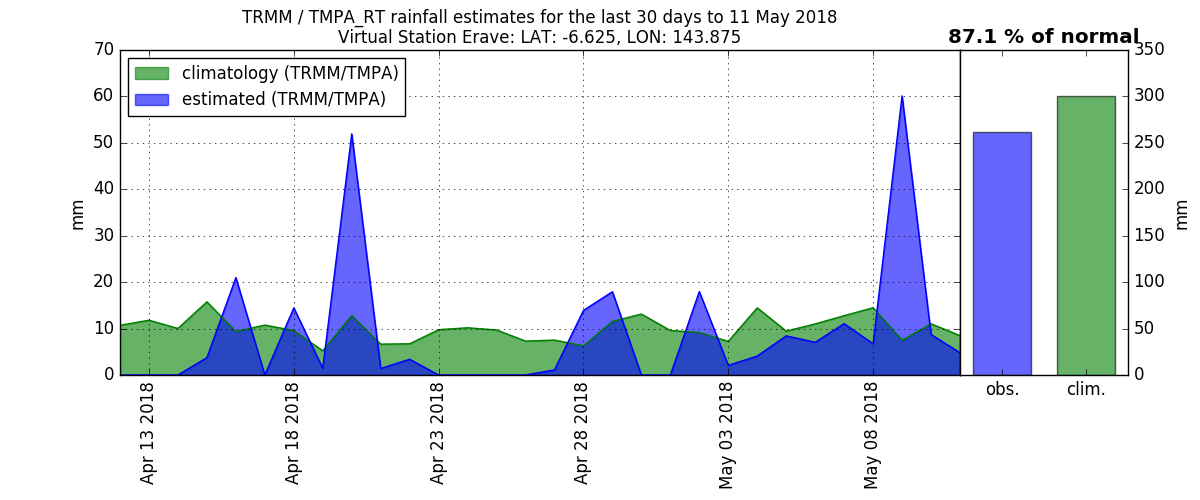 TRMM / TMPA_RT rainfall estimates for the last 30 days to 11 May 2018
Virtual Station Erave: LAT: -6.625, LON: 143.875
87.1 % of normal
climatology (TRMM/TMPA)
estimated (TRMM/TMPA)
70
60
50
40
30
20
10
0
mm
Apr 13 2018
Apr 18 2018
Apr 23 2018
Apr 28 2018
May 03 2018
May 08 2018
obs.
clim.
350
300
250
200
150
100
50
0
mm